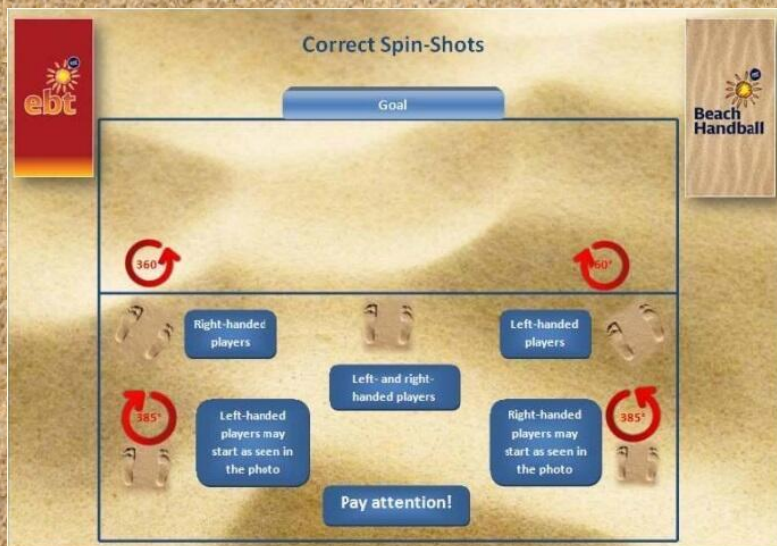 Correct Spin-Shots
ebt
Goal
Beach
Handball
360°
60°
Right-handed
players
Left-handed
players
Left- and right-
handed players
385°
Left-handed
players may
start as seen in
the photo
Right-handed
players may
start as seen in
the photo
385°
Pay attention!